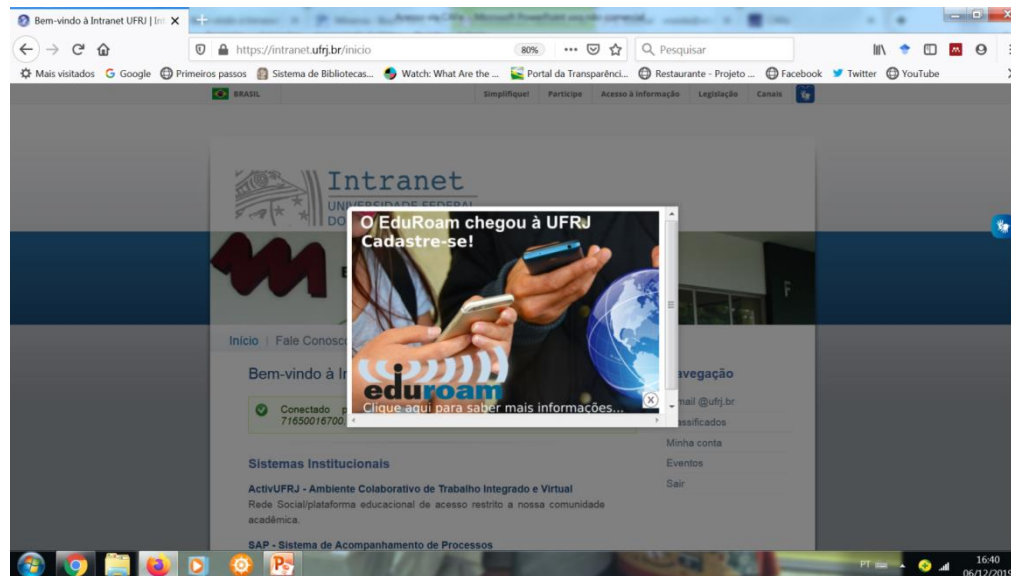 Bem-vindo à Intranet UFRJ | Int
https://intranet.ufrj.br/inicio
80%
Pesquisar
Mais visitados
Google
Primeiros passos
Sistema de Bibliotecas...
Watch: What Are the ...
Portal da Transparênci...
Restaurante - Projeto ...
Facebook
Twitter
YouTube
BRASIL
Simplifique!
Participe
Acesso à informação
Legislação
Canais
Intranet
UNIVERSIDADE FEDERAL
DO
O EduRoam chegou à UFRJ
Cadastre-se!
eduroam
Clique aqui para saber mais informações...
Início | Fale Conosco
Bem-vindo à In
Conectado p
71650016700
Sistemas Institucionais
ActivUFRJ - Ambiente Colaborativo de Trabalho Integrado e Virtual
Rede Social/plataforma educacional de acesso restrito a nossa comunidade
acadêmica.
SAP - Sistema de Acompanhamento de Processos
avegação
mail @ufrj.br
assificados
Minha conta
Eventos
Sair
PT
16:40
06/12/2019